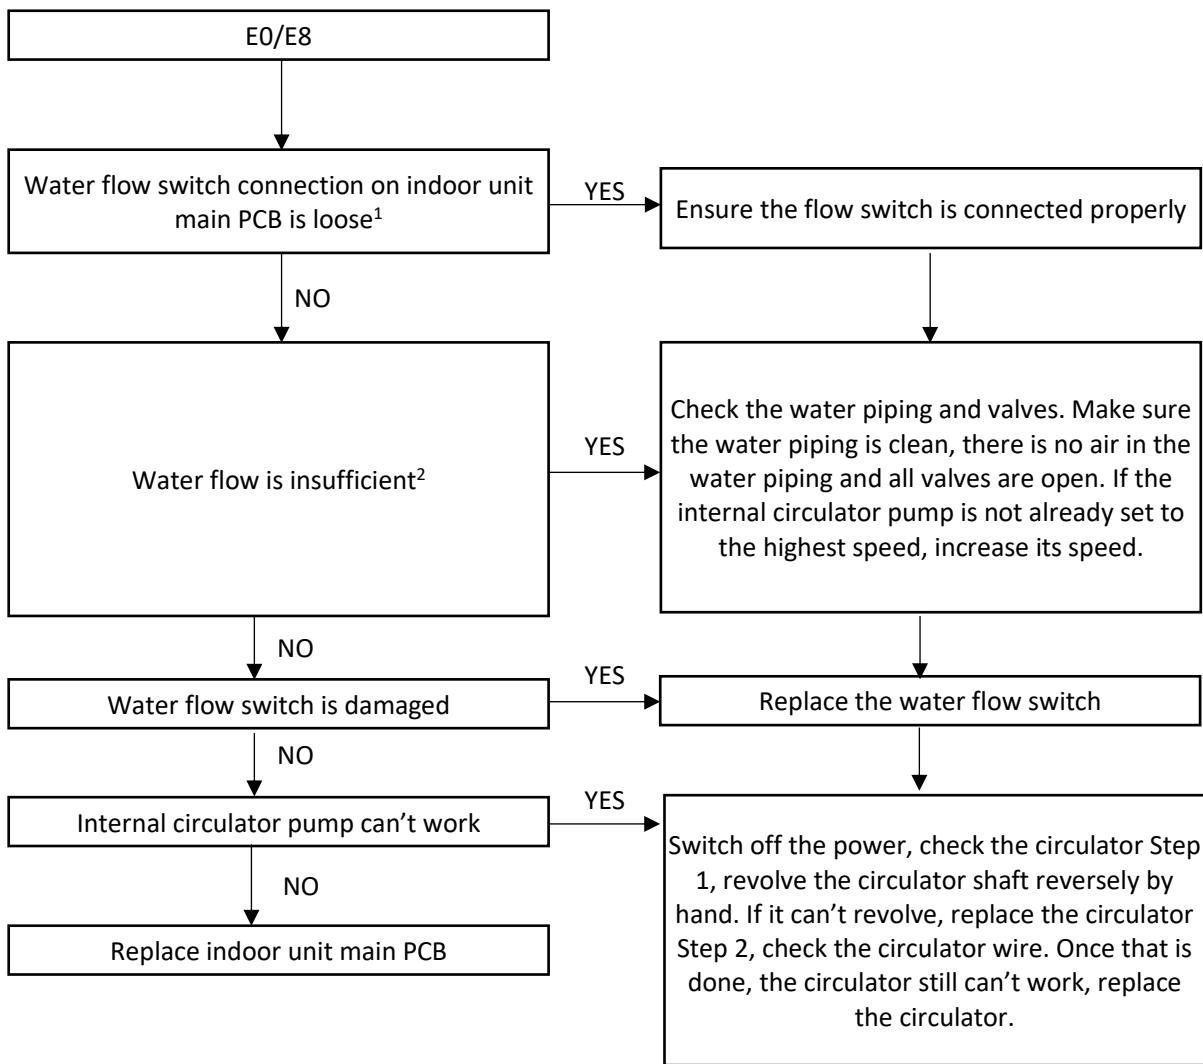 E0/E8
Water flow switch connection on indoor unit
main PCB is loose1
YES
Ensure the flow switch is connected properly
NO
Water flow is insufficient2
YES
Check the water piping and valves. Make sure
the water piping is clean, there is no air in the
water piping and all valves are open. If the
internal circulator pump is not already set to
the highest speed, increase its speed.
NO
Water flow switch is damaged
YES
Replace the water flow switch
NO
Internal circulator pump can’t work
YES
Switch off the power, check the circulator Step
1, revolve the circulator shaft reversely by
hand. If it can’t revolve, replace the circulator
Step 2, check the circulator wire. Once that is
done, the circulator still can’t work, replace
the circulator.
NO
Replace indoor unit main PCB